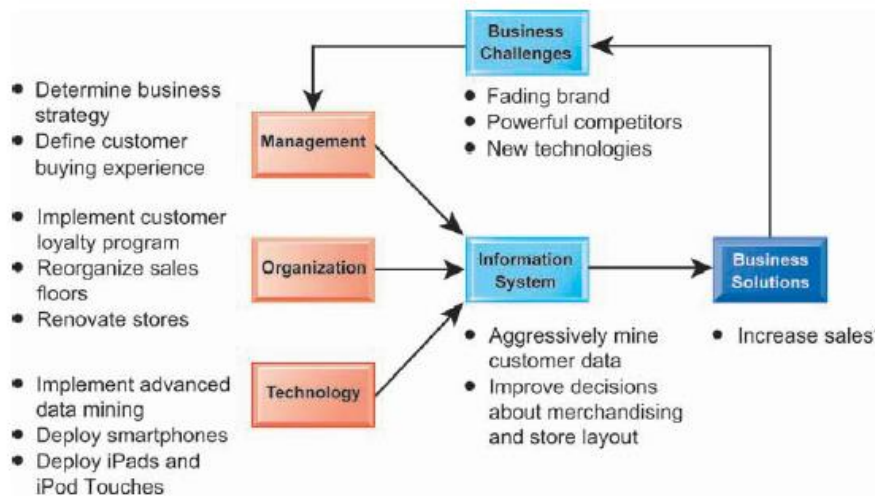 Business
Challenges
• Fading brand
• Powerful competitors
• New technologies
• Determine business
strategy
• Define customer
buying experience
Management
• Implement customer
loyalty program
• Reorganize sales
floors
• Renovate stores
Organization
Information
System
Business
Solutions
• Aggressively mine
customer data
• Improve decisions
about merchandising
and store layout
• Increase sales
• Implement advanced
data mining
• Deploy smartphones
• Deploy iPads and
iPod Touches
Technology